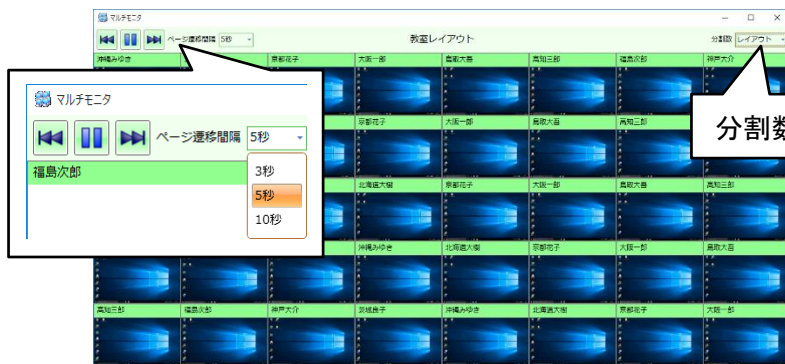 マルチモニタ
ページ遷移間隔 5秒 教室レイアウト 分割数 レイアウト
沖縄みゆき 京都花子 大阪一郎 鳥取大吾 高知三郎 福島次郎 神戸大介
マルチモニタ
ページ遷移間隔 5秒
福島次郎
3秒
5秒
10秒
分割数
京都花子 大阪一郎 鳥取大吾 高知三郎
北海道大樹 京都花子 大阪一郎 鳥取大吾 高知三郎
沖縄みゆき 北海道大樹 京都花子 大阪一郎 鳥取大吾
高知三郎 福島次郎 神戸大介 茨城良子 沖縄みゆき 北海道大樹 京都花子 大阪一郎